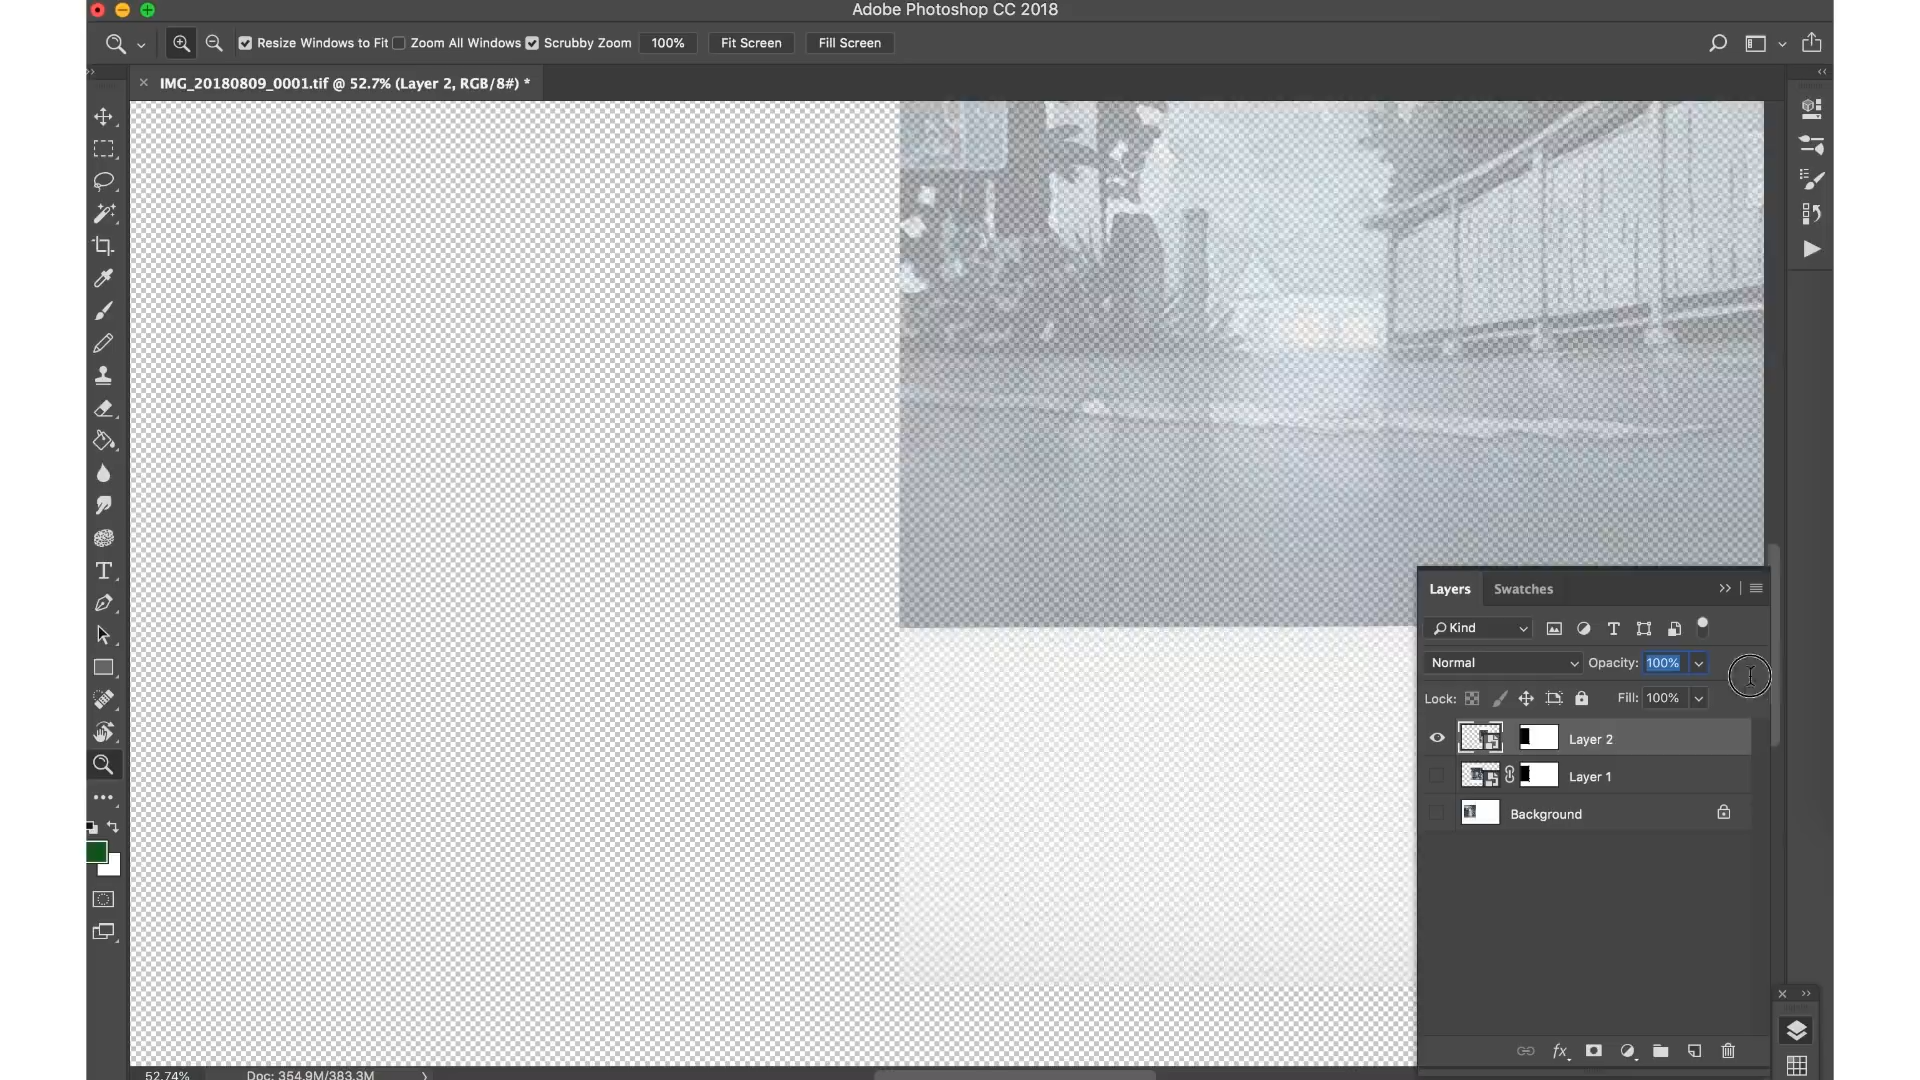 Adobe Photoshop CC 2018
Resize Windows to Fit Zoom All Windows Scrubby Zoom 100% Fit Screen Fill Screen
IMG_20180809_0001.tif @ 52.7% (Layer 2, RGB/8#) *
Layers Swatches
Kind
Normal Opacity: 100%
Lock: Fill: 100%
Layer 2
Layer 1
Background
52.74% Doc: 354.9M/383.3M